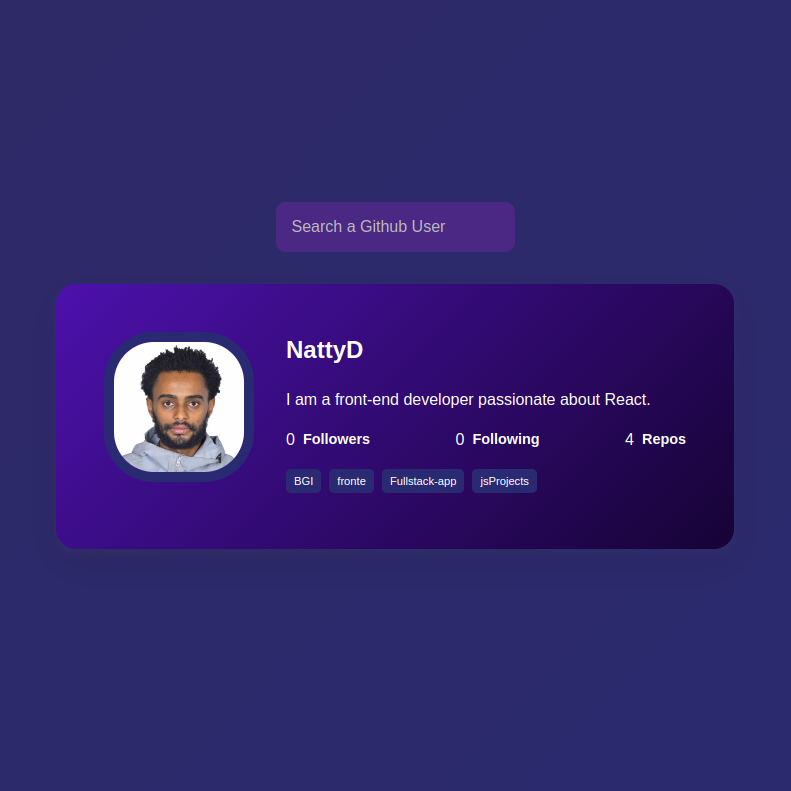 Search a Github User
NattyD
I am a front-end developer passionate about React.
0 Followers 0 Following 4 Repos
BGI fronte Fullstack-app jsProjects